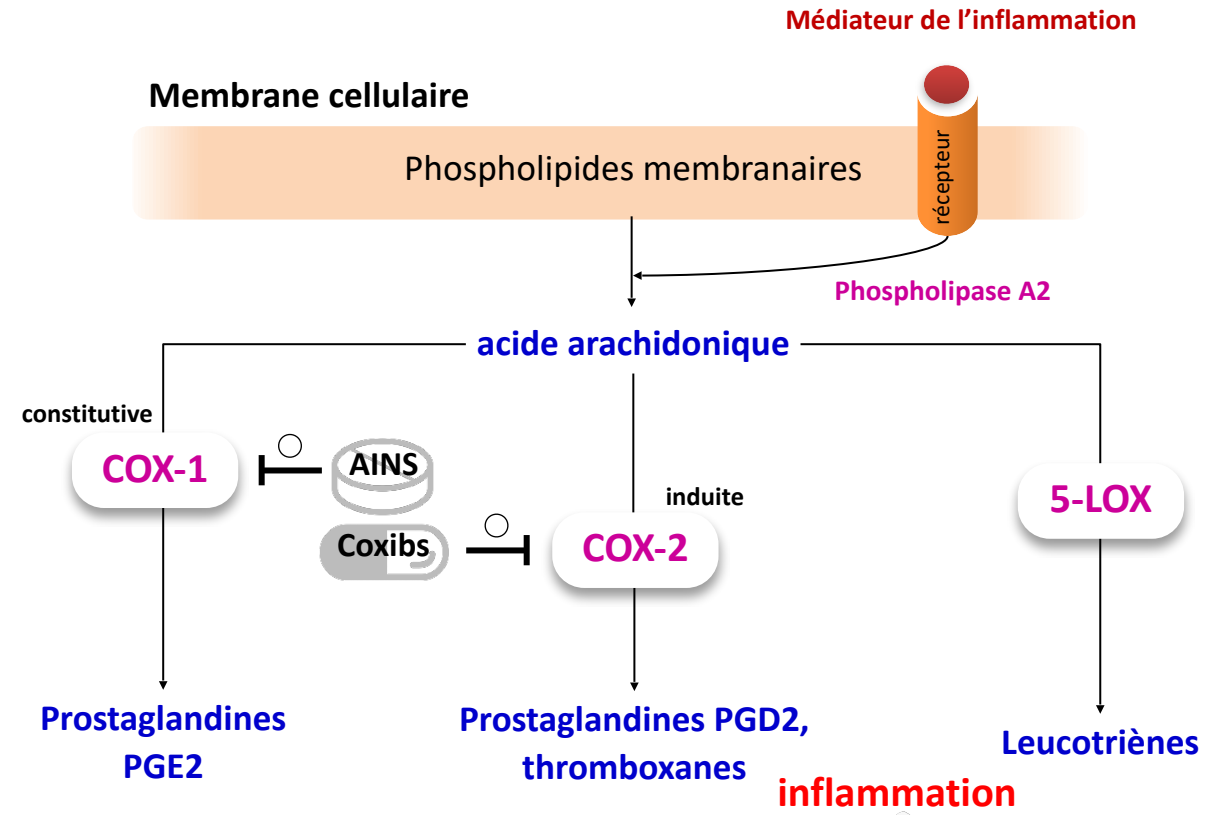 Médiateur de l’inflammation
Membrane cellulaire
Phospholipides membranaires
récepteur
Phospholipase A2
acide arachidonique
constitutive
COX-1
AINS
induite
Coxibs
COX-2
5-LOX
Prostaglandines
PGE2
Prostaglandines PGD2,
thromboxanes
Leucotriènes
inflammation